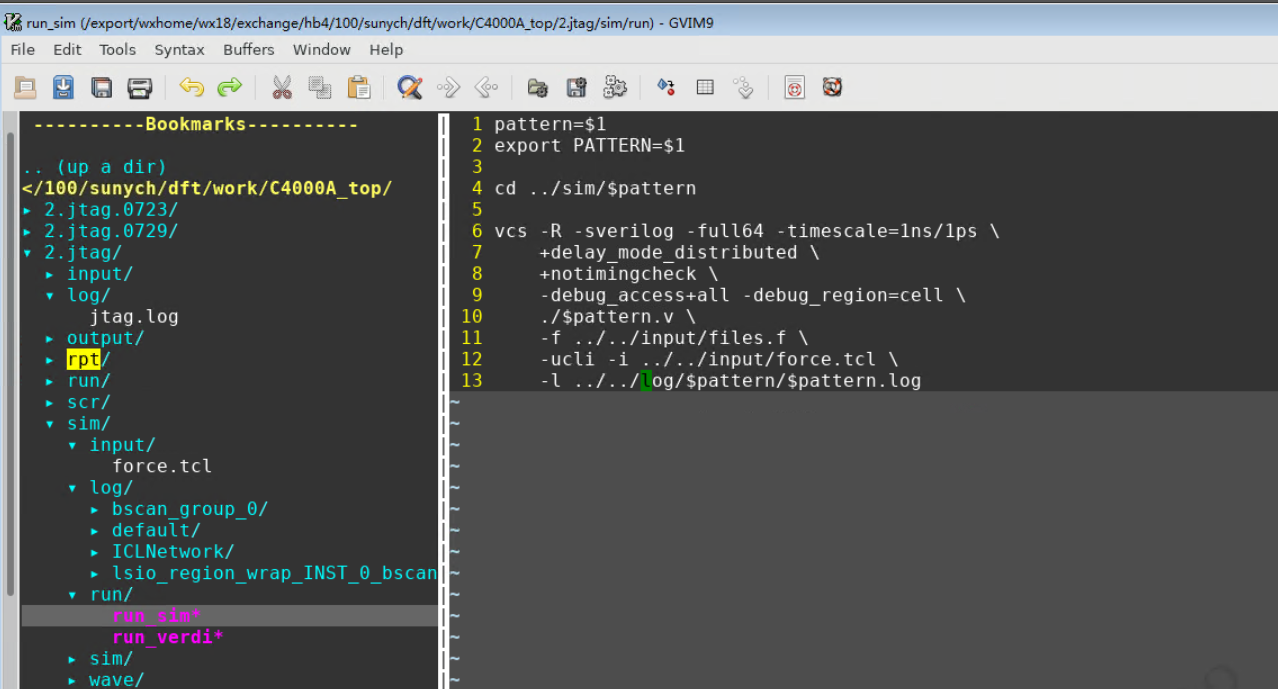 run_sim (/export/wxhome/wx18/exchange/hb4/100/sunych/dft/work/C4000A_top/2.jtag/sim/run) - GVIM9
File Edit Tools Syntax Buffers Window Help
----------Bookmarks----------
.. (up a dir)
</100/sunych/dft/work/C4000A_top/
▸ 2.jtag.0723/
▸ 2.jtag.0729/
▾ 2.jtag/
▸ input/
▾ log/
jtag.log
▸ output/
▸ rpt/
▸ run/
▸ scr/
▾ sim/
▾ input/
force.tcl
▾ log/
▸ bscan_group_0/
▸ default/
▸ ICLNetwork/
▸ lsio_region_wrap_INST_0_bscan
▾ run/
run_sim*
run_verdi*
▸ sim/
▸ wave/
1 pattern=$1
2 export PATTERN=$1
3
4 cd ../sim/$pattern
5
6 vcs -R -sverilog -full64 -timescale=1ns/1ps \
7 +delay_mode_distributed \
8 +notimingcheck \
9 -debug_access+all -debug_region=cell \
10 ./$pattern.v \
11 -f ../../input/files.f \
12 -ucli -i ../../input/force.tcl \
13 -l ../../log/$pattern/$pattern.log
~
~
~
~
~
~
~
~
~
~
~
~
~
~